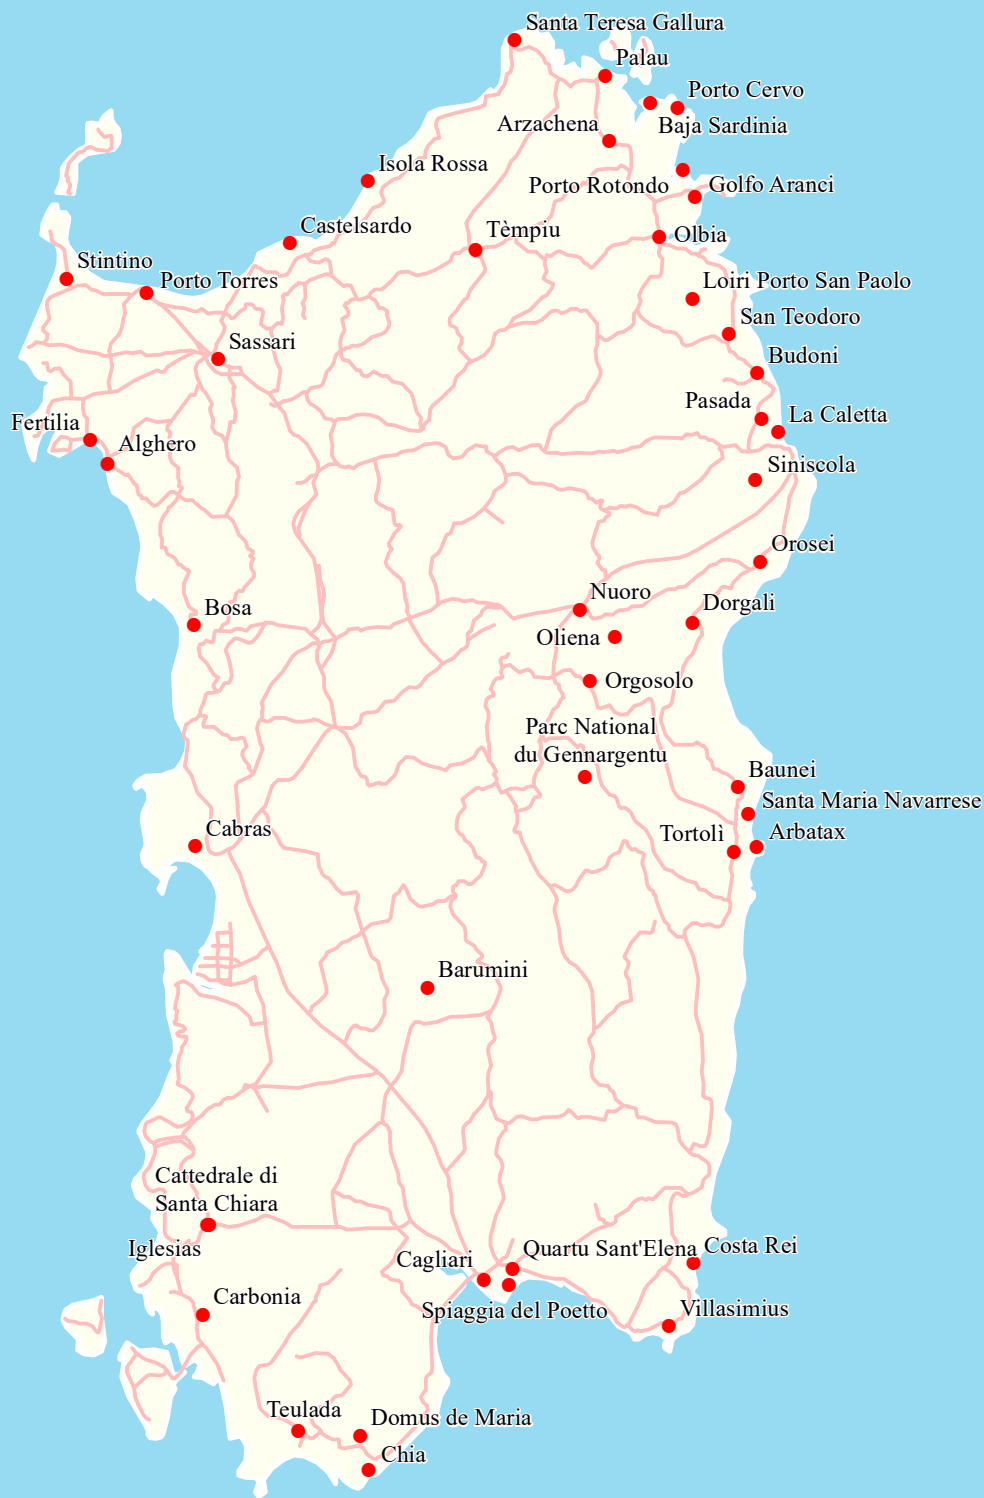 Santa Teresa Gallura
Palau
Porto Cervo
Arzachena
Baja Sardinia
Isola Rossa
Porto Rotondo
Golfo Aranci
Castelsardo
Tèmpiu
Olbia
Stintino
Porto Torres
Loiri Porto San Paolo
San Teodoro
Sassari
Budoni
Pasada
La Caletta
Fertilia
Alghero
Siniscola
Orosei
Nuoro
Dorgali
Bosa
Oliena
Orgosolo
Parc National
du Gennargentu
Baunei
Santa Maria Navarrese
Cabras
Tortolì
Arbatax
Barumini
Cattedrale di
Santa Chiara
Iglesias
Cagliari
Quartu Sant'Elena
Costa Rei
Carbonia
Spiaggia del Poetto
Villasimius
Teulada
Domus de Maria
Chia